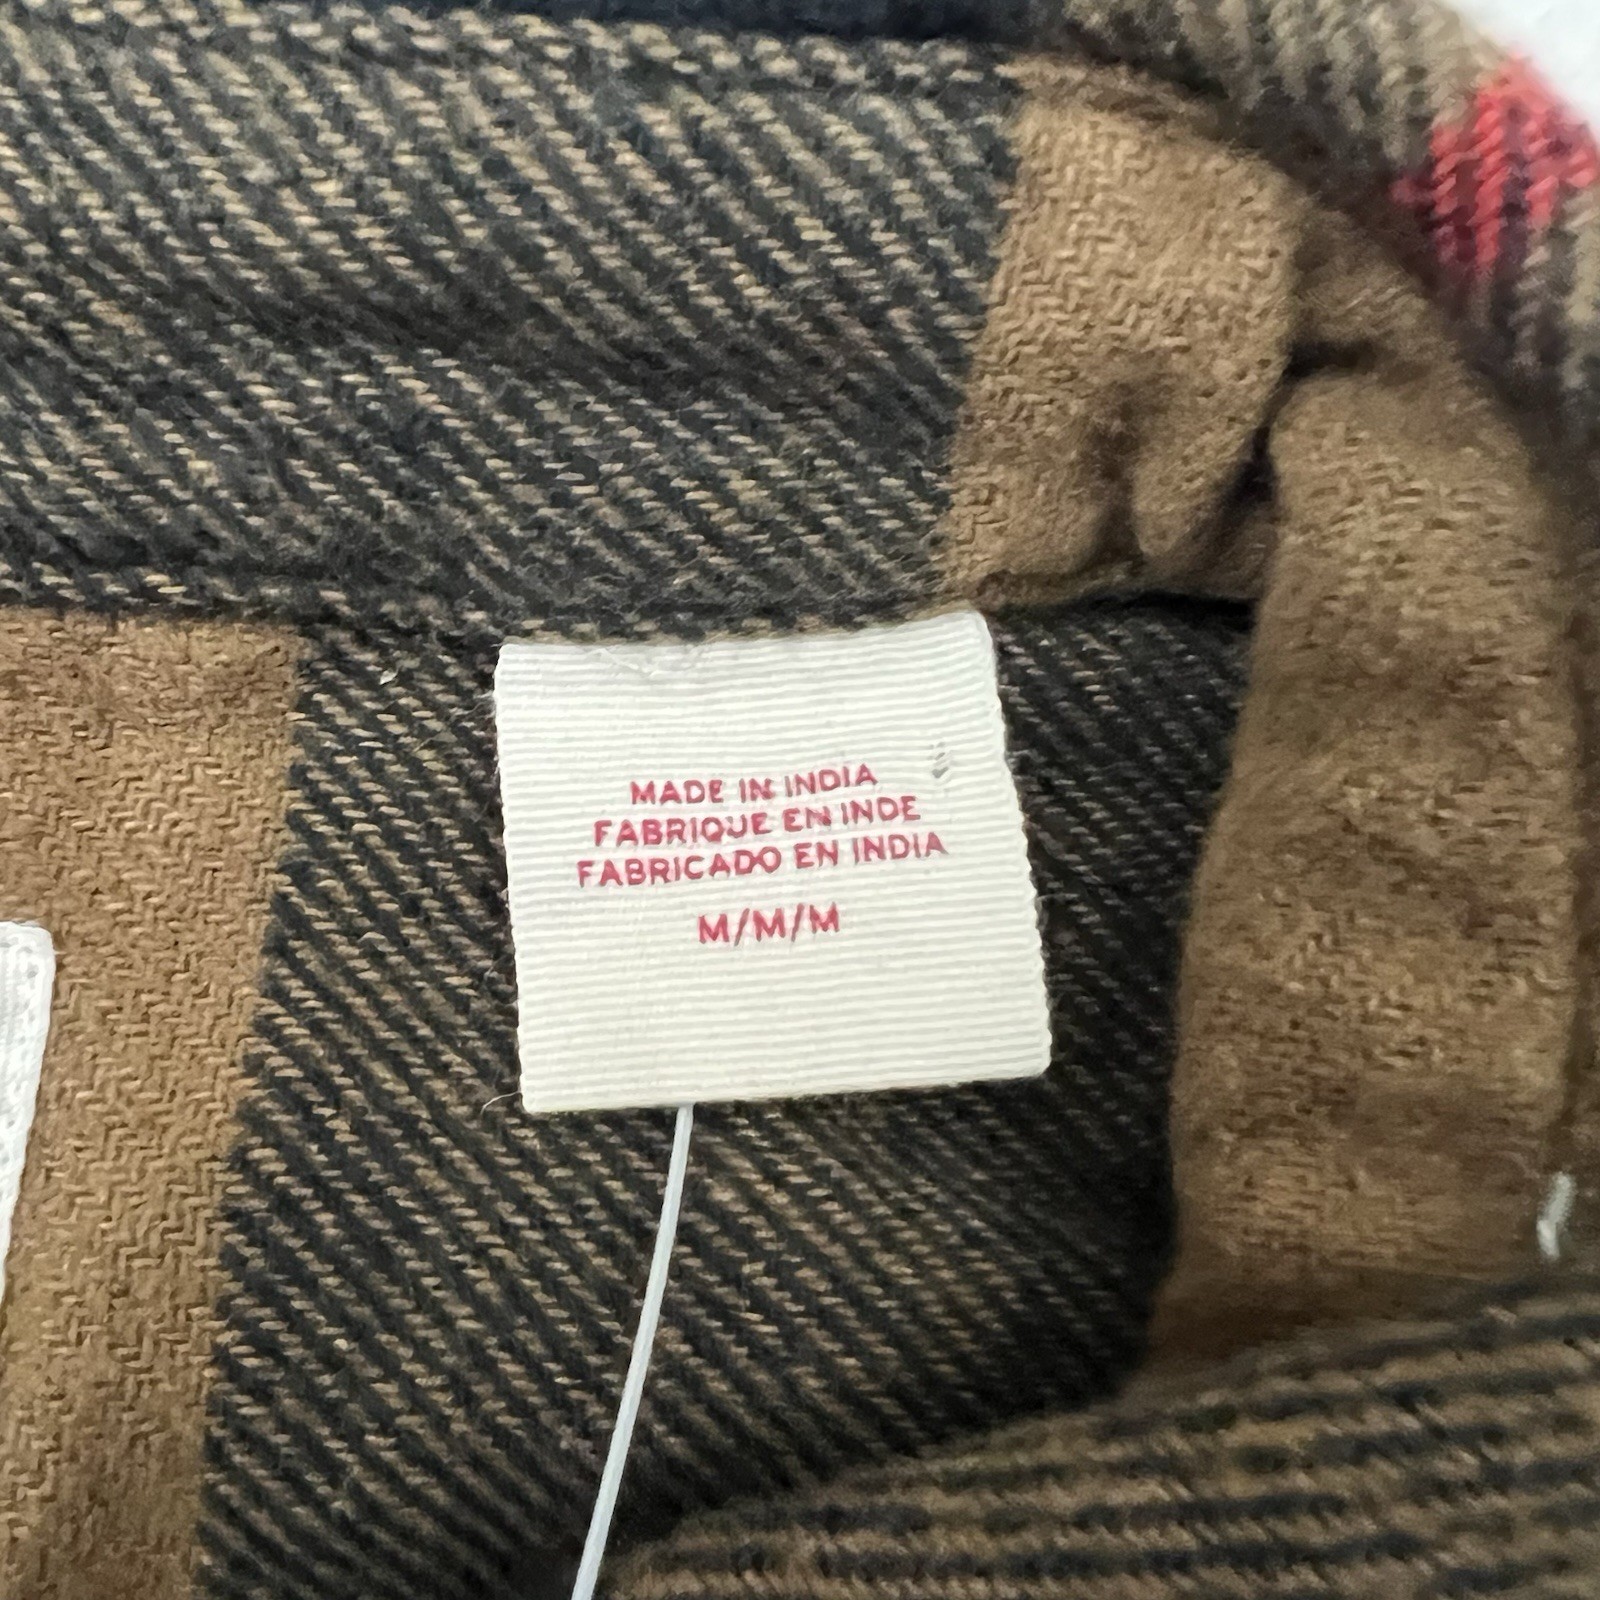 MADE IN INDIA
FABRIQUE EN INDE
FABRICADO EN INDIA
M/M/M